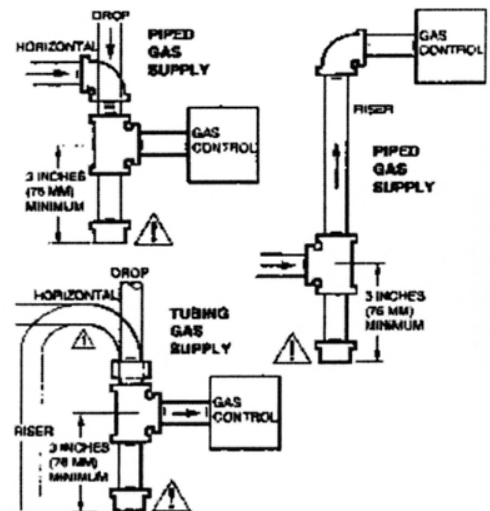 DROP
HORIZONTAL
PIPED
GAS
SUPPLY
GAS
CONTROL
3 INCHES
(76 MM)
MINIMUM
GAS
CONTROL
RISER
PIPED
GAS
SUPPLY
3 INCHES
(76 MM)
MINIMUM
DROP
HORIZONTAL
TUBING
GAS
SUPPLY
GAS
CONTROL
RISER
3 INCHES
(76 MM)
MINIMUM